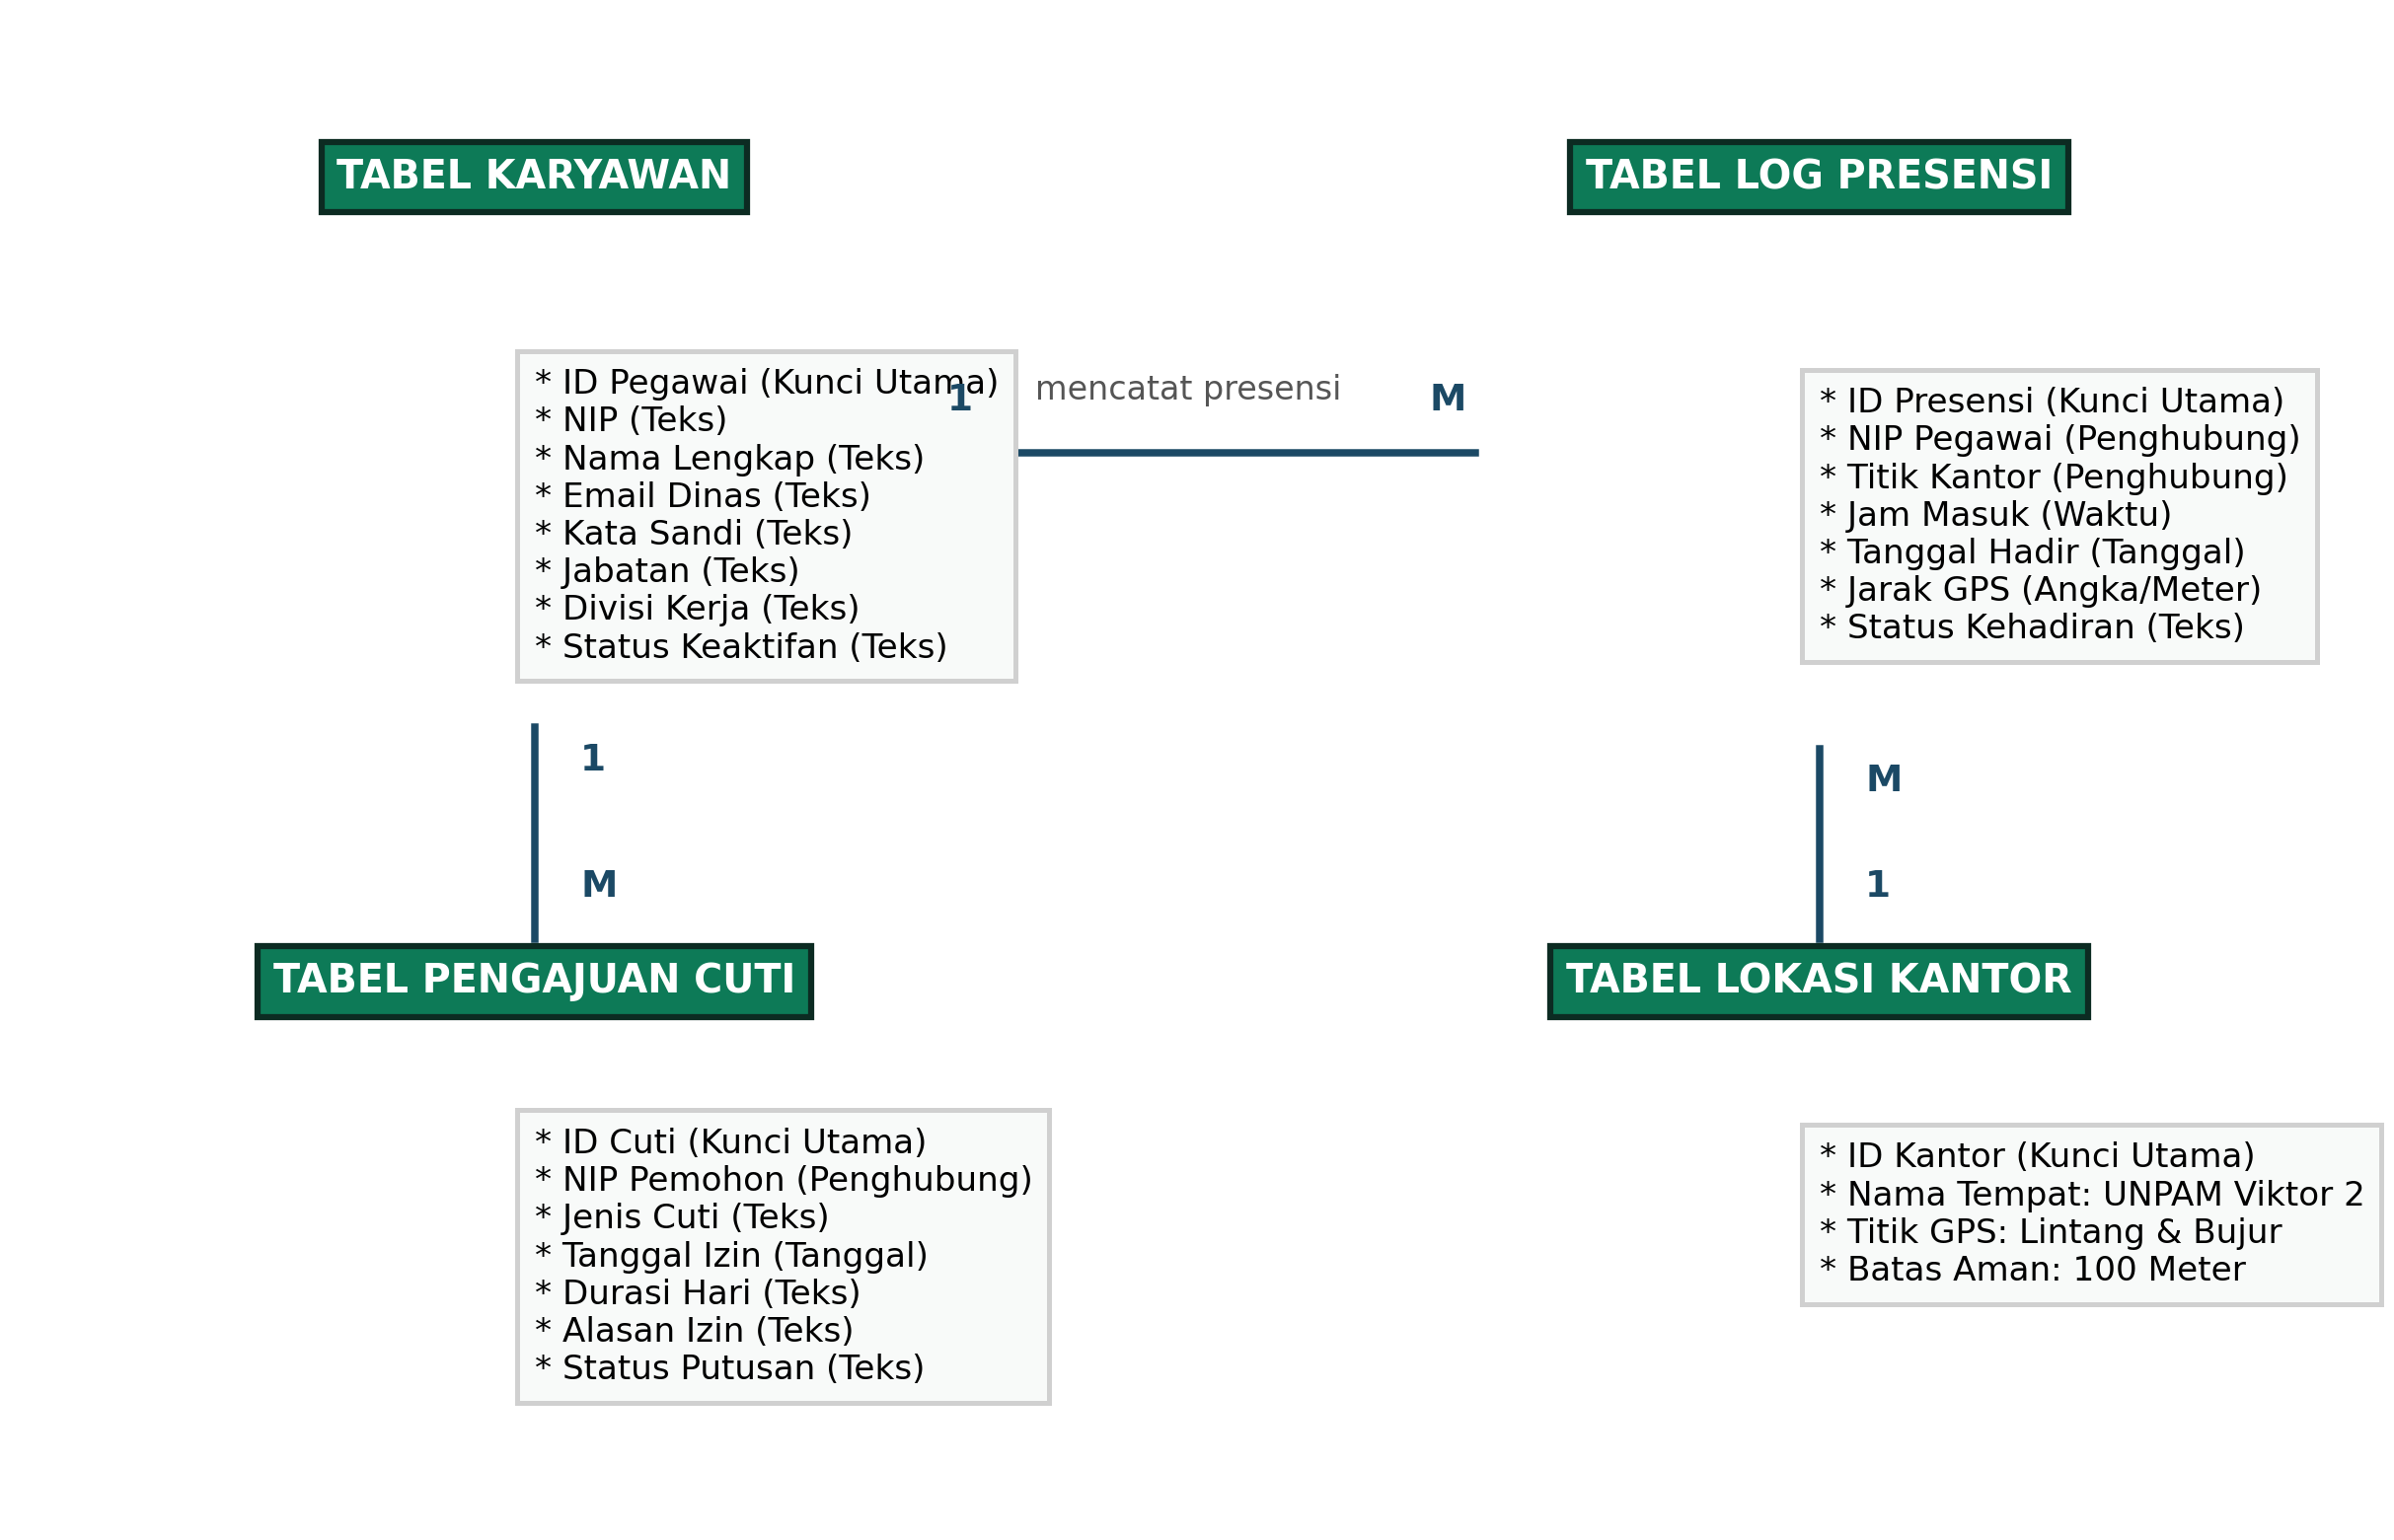 TABEL KARYAWAN
* ID Pegawai (Kunci Utama)
* NIP (Teks)
* Nama Lengkap (Teks)
* Email Dinas (Teks)
* Kata Sandi (Teks)
* Jabatan (Teks)
* Divisi Kerja (Teks)
* Status Keaktifan (Teks)
1
mencatat presensi
M
TABEL LOG PRESENSI
* ID Presensi (Kunci Utama)
* NIP Pegawai (Penghubung)
* Titik Kantor (Penghubung)
* Jam Masuk (Waktu)
* Tanggal Hadir (Tanggal)
* Jarak GPS (Angka/Meter)
* Status Kehadiran (Teks)
1
M
TABEL PENGAJUAN CUTI
* ID Cuti (Kunci Utama)
* NIP Pemohon (Penghubung)
* Jenis Cuti (Teks)
* Tanggal Izin (Tanggal)
* Durasi Hari (Teks)
* Alasan Izin (Teks)
* Status Putusan (Teks)
M
1
TABEL LOKASI KANTOR
* ID Kantor (Kunci Utama)
* Nama Tempat: UNPAM Viktor 2
* Titik GPS: Lintang & Bujur
* Batas Aman: 100 Meter